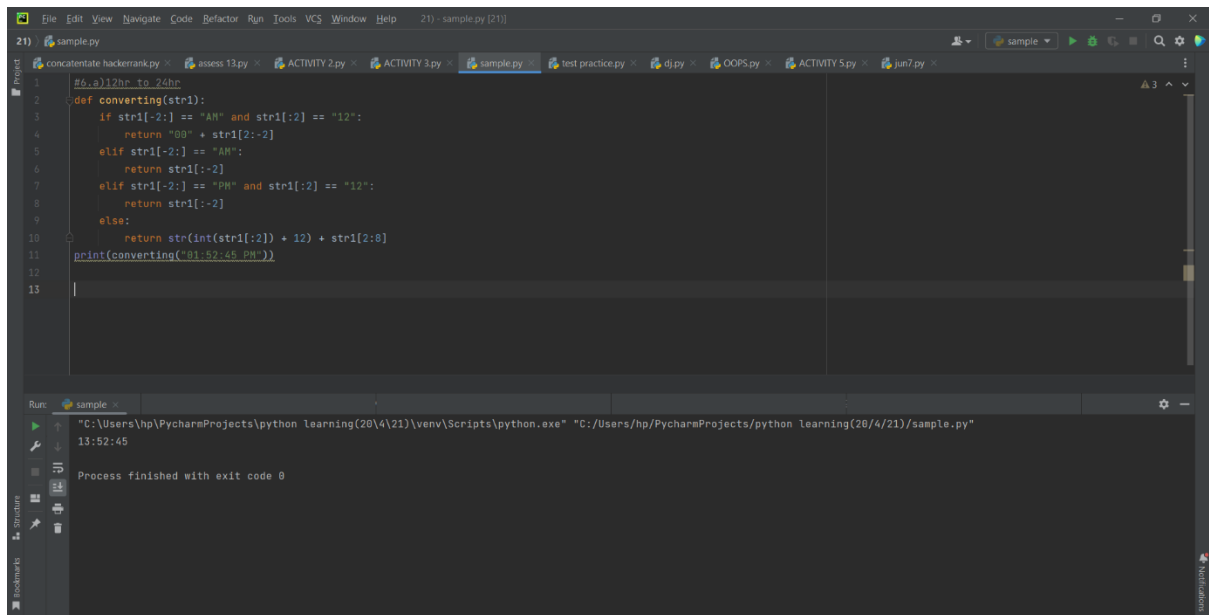 File Edit View Navigate Code Refactor Run Tools VCS Window Help 21) - sample.py [21)]
21) sample.py sample
concatentate hackerrank.py assess 13.py ACTIVITY 2.py ACTIVITY 3.py sample.py test practice.py dj.py OOPS.py ACTIVITY 5.py jun7.py
Project
1 #6.a)12hr to 24hr 3
2 def converting(str1):
3 if str1[-2:] == "AM" and str1[:2] == "12":
4 return "00" + str1[2:-2]
5 elif str1[-2:] == "AM":
6 return str1[:-2]
7 elif str1[-2:] == "PM" and str1[:2] == "12":
8 return str1[:-2]
9 else:
10 return str(int(str1[:2]) + 12) + str1[2:8]
11 print(converting("01:52:45 PM"))
12
13
Run: sample
"C:\Users\hp\PycharmProjects\python learning(20\4\21)\venv\Scripts\python.exe" "C:/Users/hp/PycharmProjects/python learning(20/4/21)/sample.py"
13:52:45
Process finished with exit code 0
Structure
Bookmarks
Notifications